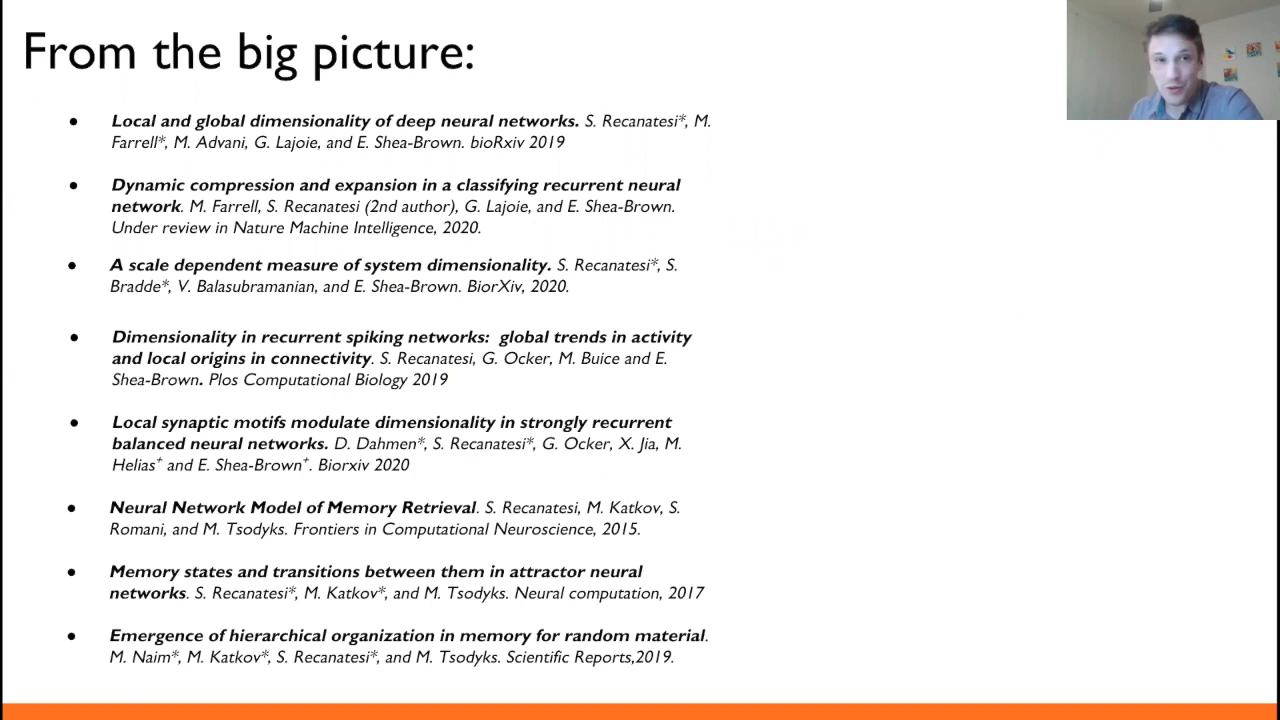 From the big picture:
● Local and global dimensionality of deep neural networks. S. Recanatesi*, M.
Farrell*, M. Advani, G. Lajoie, and E. Shea-Brown. bioRxiv 2019
● Dynamic compression and expansion in a classifying recurrent neural
network. M. Farrell, S. Recanatesi (2nd author), G. Lajoie, and E. Shea-Brown.
Under review in Nature Machine Intelligence, 2020.
● A scale dependent measure of system dimensionality. S. Recanatesi*, S.
Bradde*, V. Balasubramanian, and E. Shea-Brown. BiorXiv, 2020.
● Dimensionality in recurrent spiking networks: global trends in activity
and local origins in connectivity. S. Recanatesi, G. Ocker, M. Buice and E.
Shea-Brown. Plos Computational Biology 2019
● Local synaptic motifs modulate dimensionality in strongly recurrent
balanced neural networks. D. Dahmen*, S. Recanatesi*, G. Ocker, X. Jia, M.
Helias+ and E. Shea-Brown+. Biorxiv 2020
● Neural Network Model of Memory Retrieval. S. Recanatesi, M. Katkov, S.
Romani, and M. Tsodyks. Frontiers in Computational Neuroscience, 2015.
● Memory states and transitions between them in attractor neural
networks. S. Recanatesi*, M. Katkov*, and M. Tsodyks. Neural computation, 2017
● Emergence of hierarchical organization in memory for random material.
M. Naim*, M. Katkov*, S. Recanatesi*, and M. Tsodyks. Scientific Reports,2019.